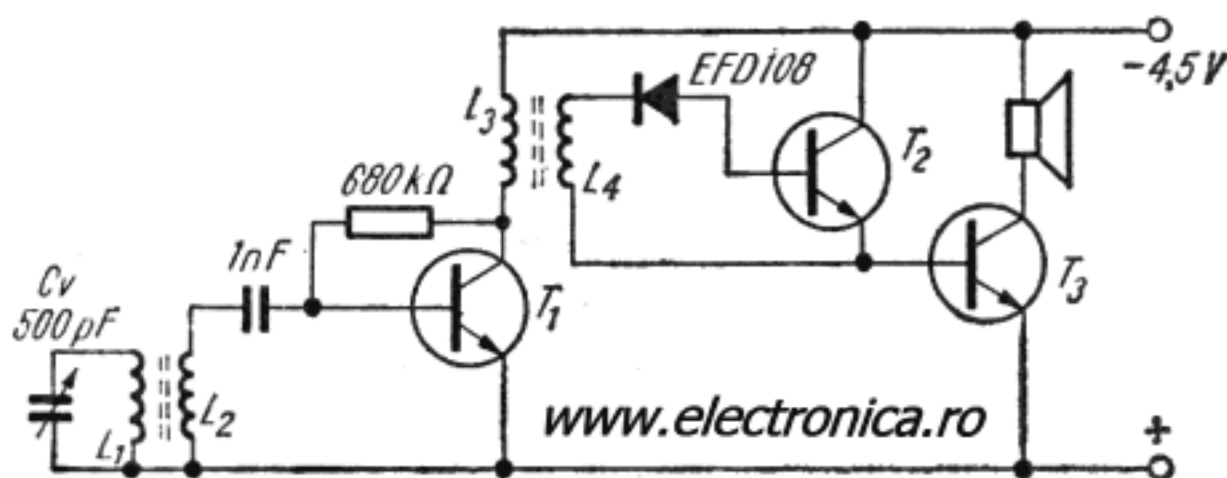 EFD108
-4,5V
L3
L4
T2
680kΩ
1nF
T1
T3
Cv
500pF
L1
L2
www.electronica.ro
+